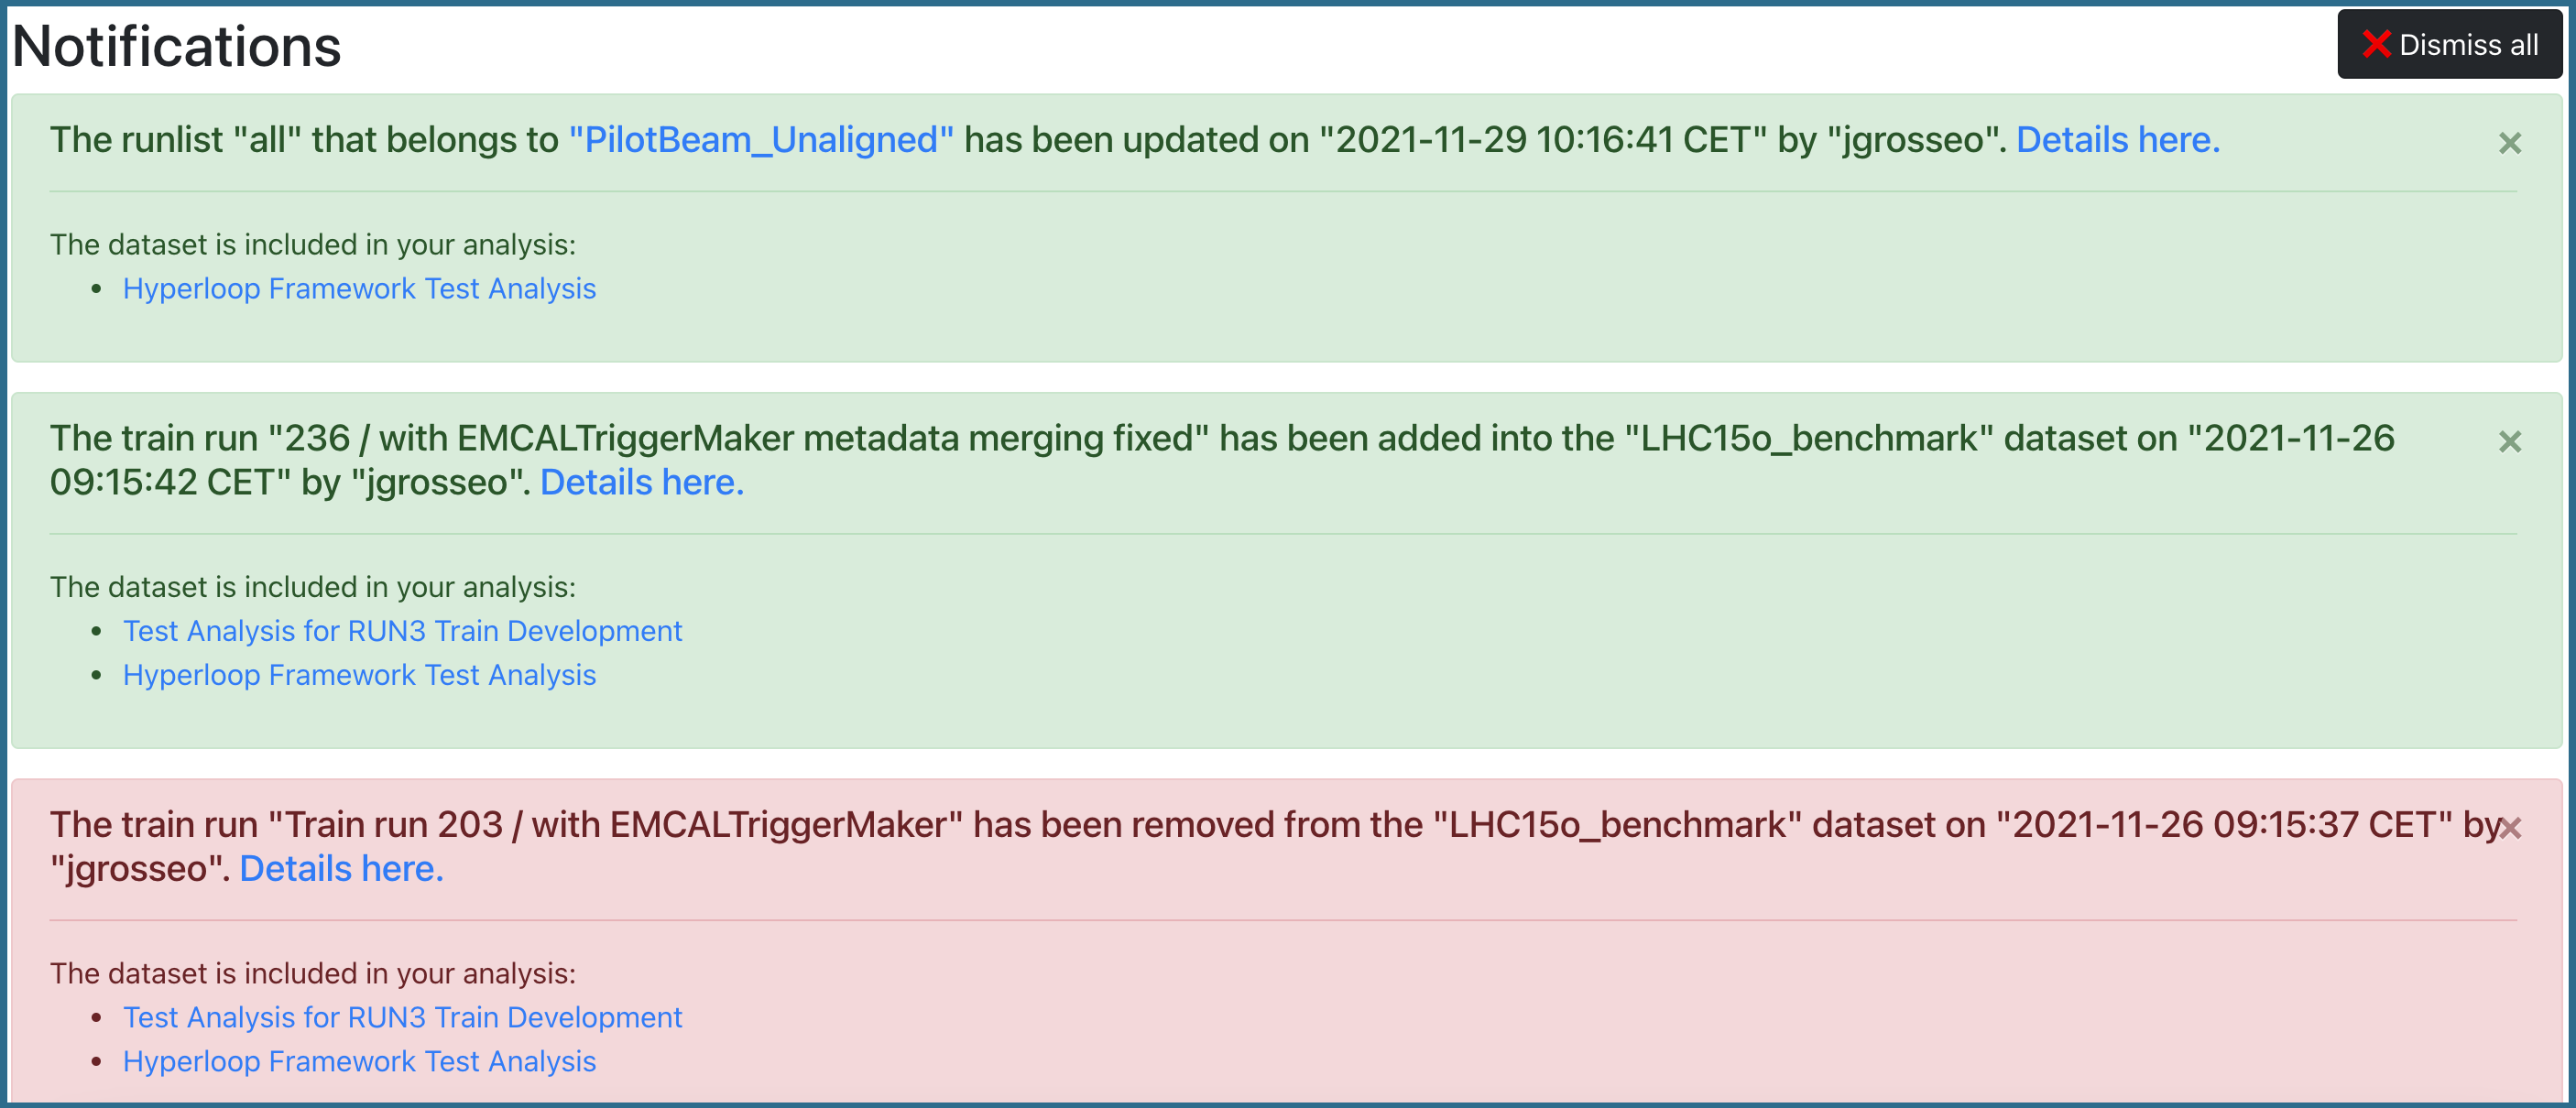 Notifications
Dismiss all
The runlist "all" that belongs to "PilotBeam_Unaligned" has been updated on "2021-11-29 10:16:41 CET" by "jgrosseo". Details here.
The dataset is included in your analysis:
• Hyperloop Framework Test Analysis
The train run "236 / with EMCALTriggerMaker metadata merging fixed" has been added into the "LHC15o_benchmark" dataset on "2021-11-26
09:15:42 CET" by "jgrosseo". Details here.
The dataset is included in your analysis:
• Test Analysis for RUN3 Train Development
• Hyperloop Framework Test Analysis
The train run "Train run 203 / with EMCALTriggerMaker" has been removed from the "LHC15o_benchmark" dataset on "2021-11-26 09:15:37 CET" by
"jgrosseo". Details here.
The dataset is included in your analysis:
• Test Analysis for RUN3 Train Development
• Hyperloop Framework Test Analysis